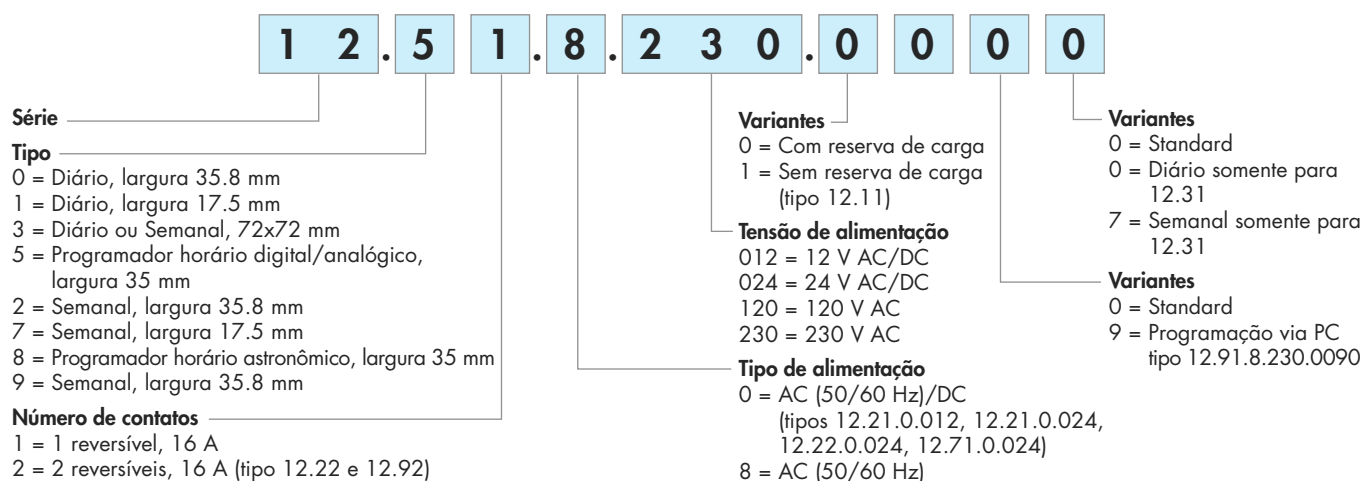 1 2.5 1.8.2 3 0.0 0 0 0
Série
Tipo
0 = Diário, largura 35.8 mm
1 = Diário, largura 17.5 mm
3 = Diário ou Semanal, 72x72 mm
5 = Programador horário digital/analógico,
largura 35 mm
2 = Semanal, largura 35.8 mm
7 = Semanal, largura 17.5 mm
8 = Programador horário astronômico, largura 35 mm
9 = Semanal, largura 35.8 mm
Número de contatos
1 = 1 reversível, 16 A
2 = 2 reversíveis, 16 A (tipo 12.22 e 12.92)
Variantes
0 = Com reserva de carga
1 = Sem reserva de carga
(tipo 12.11)
Tensão de alimentação
012 = 12 V AC/DC
024 = 24 V AC/DC
120 = 120 V AC
230 = 230 V AC
Tipo de alimentação
0 = AC (50/60 Hz)/DC
(tipos 12.21.0.012, 12.21.0.024,
12.22.0.024, 12.71.0.024)
8 = AC (50/60 Hz)
Variantes
0 = Standard
0 = Diário somente para
12.31
7 = Semanal somente para
12.31
Variantes
0 = Standard
9 = Programação via PC
tipo 12.91.8.230.0090